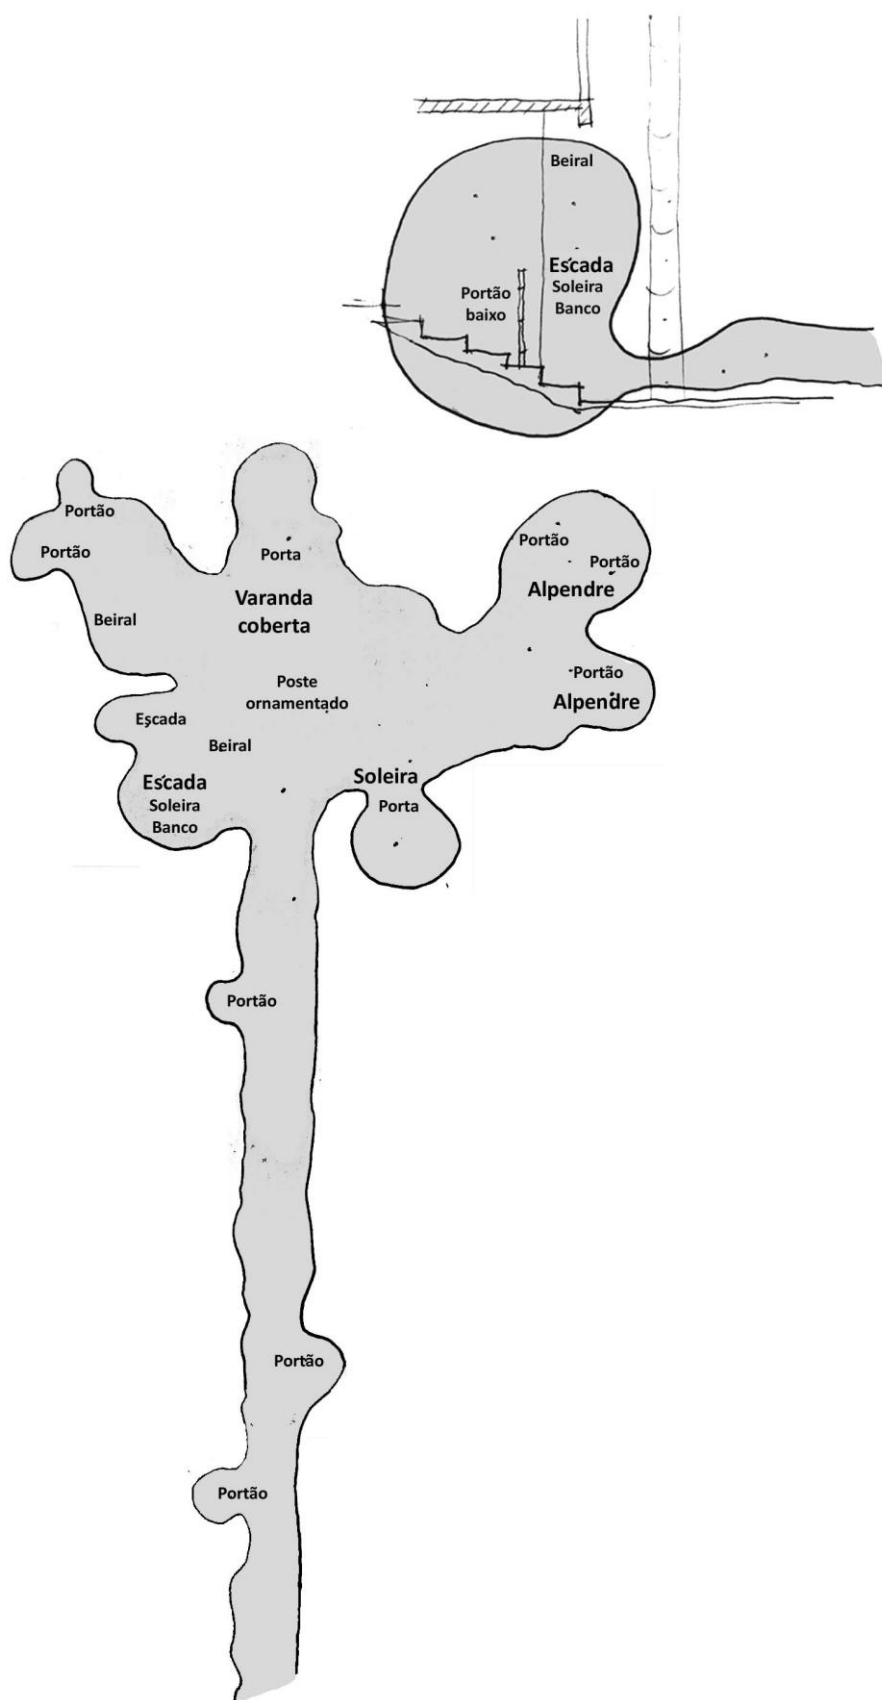 Beiral
Escada
Soleira
Banco
Portão
baixo
Portão
Portão
Beiral
Porta
Varanda
coberta
Portão
Portão
Alpendre
Portão
Alpendre
Poste
ornamentado
Escada
Beiral
Escada
Soleira
Banco
Soleira
Porta
Portão
Portão
Portão